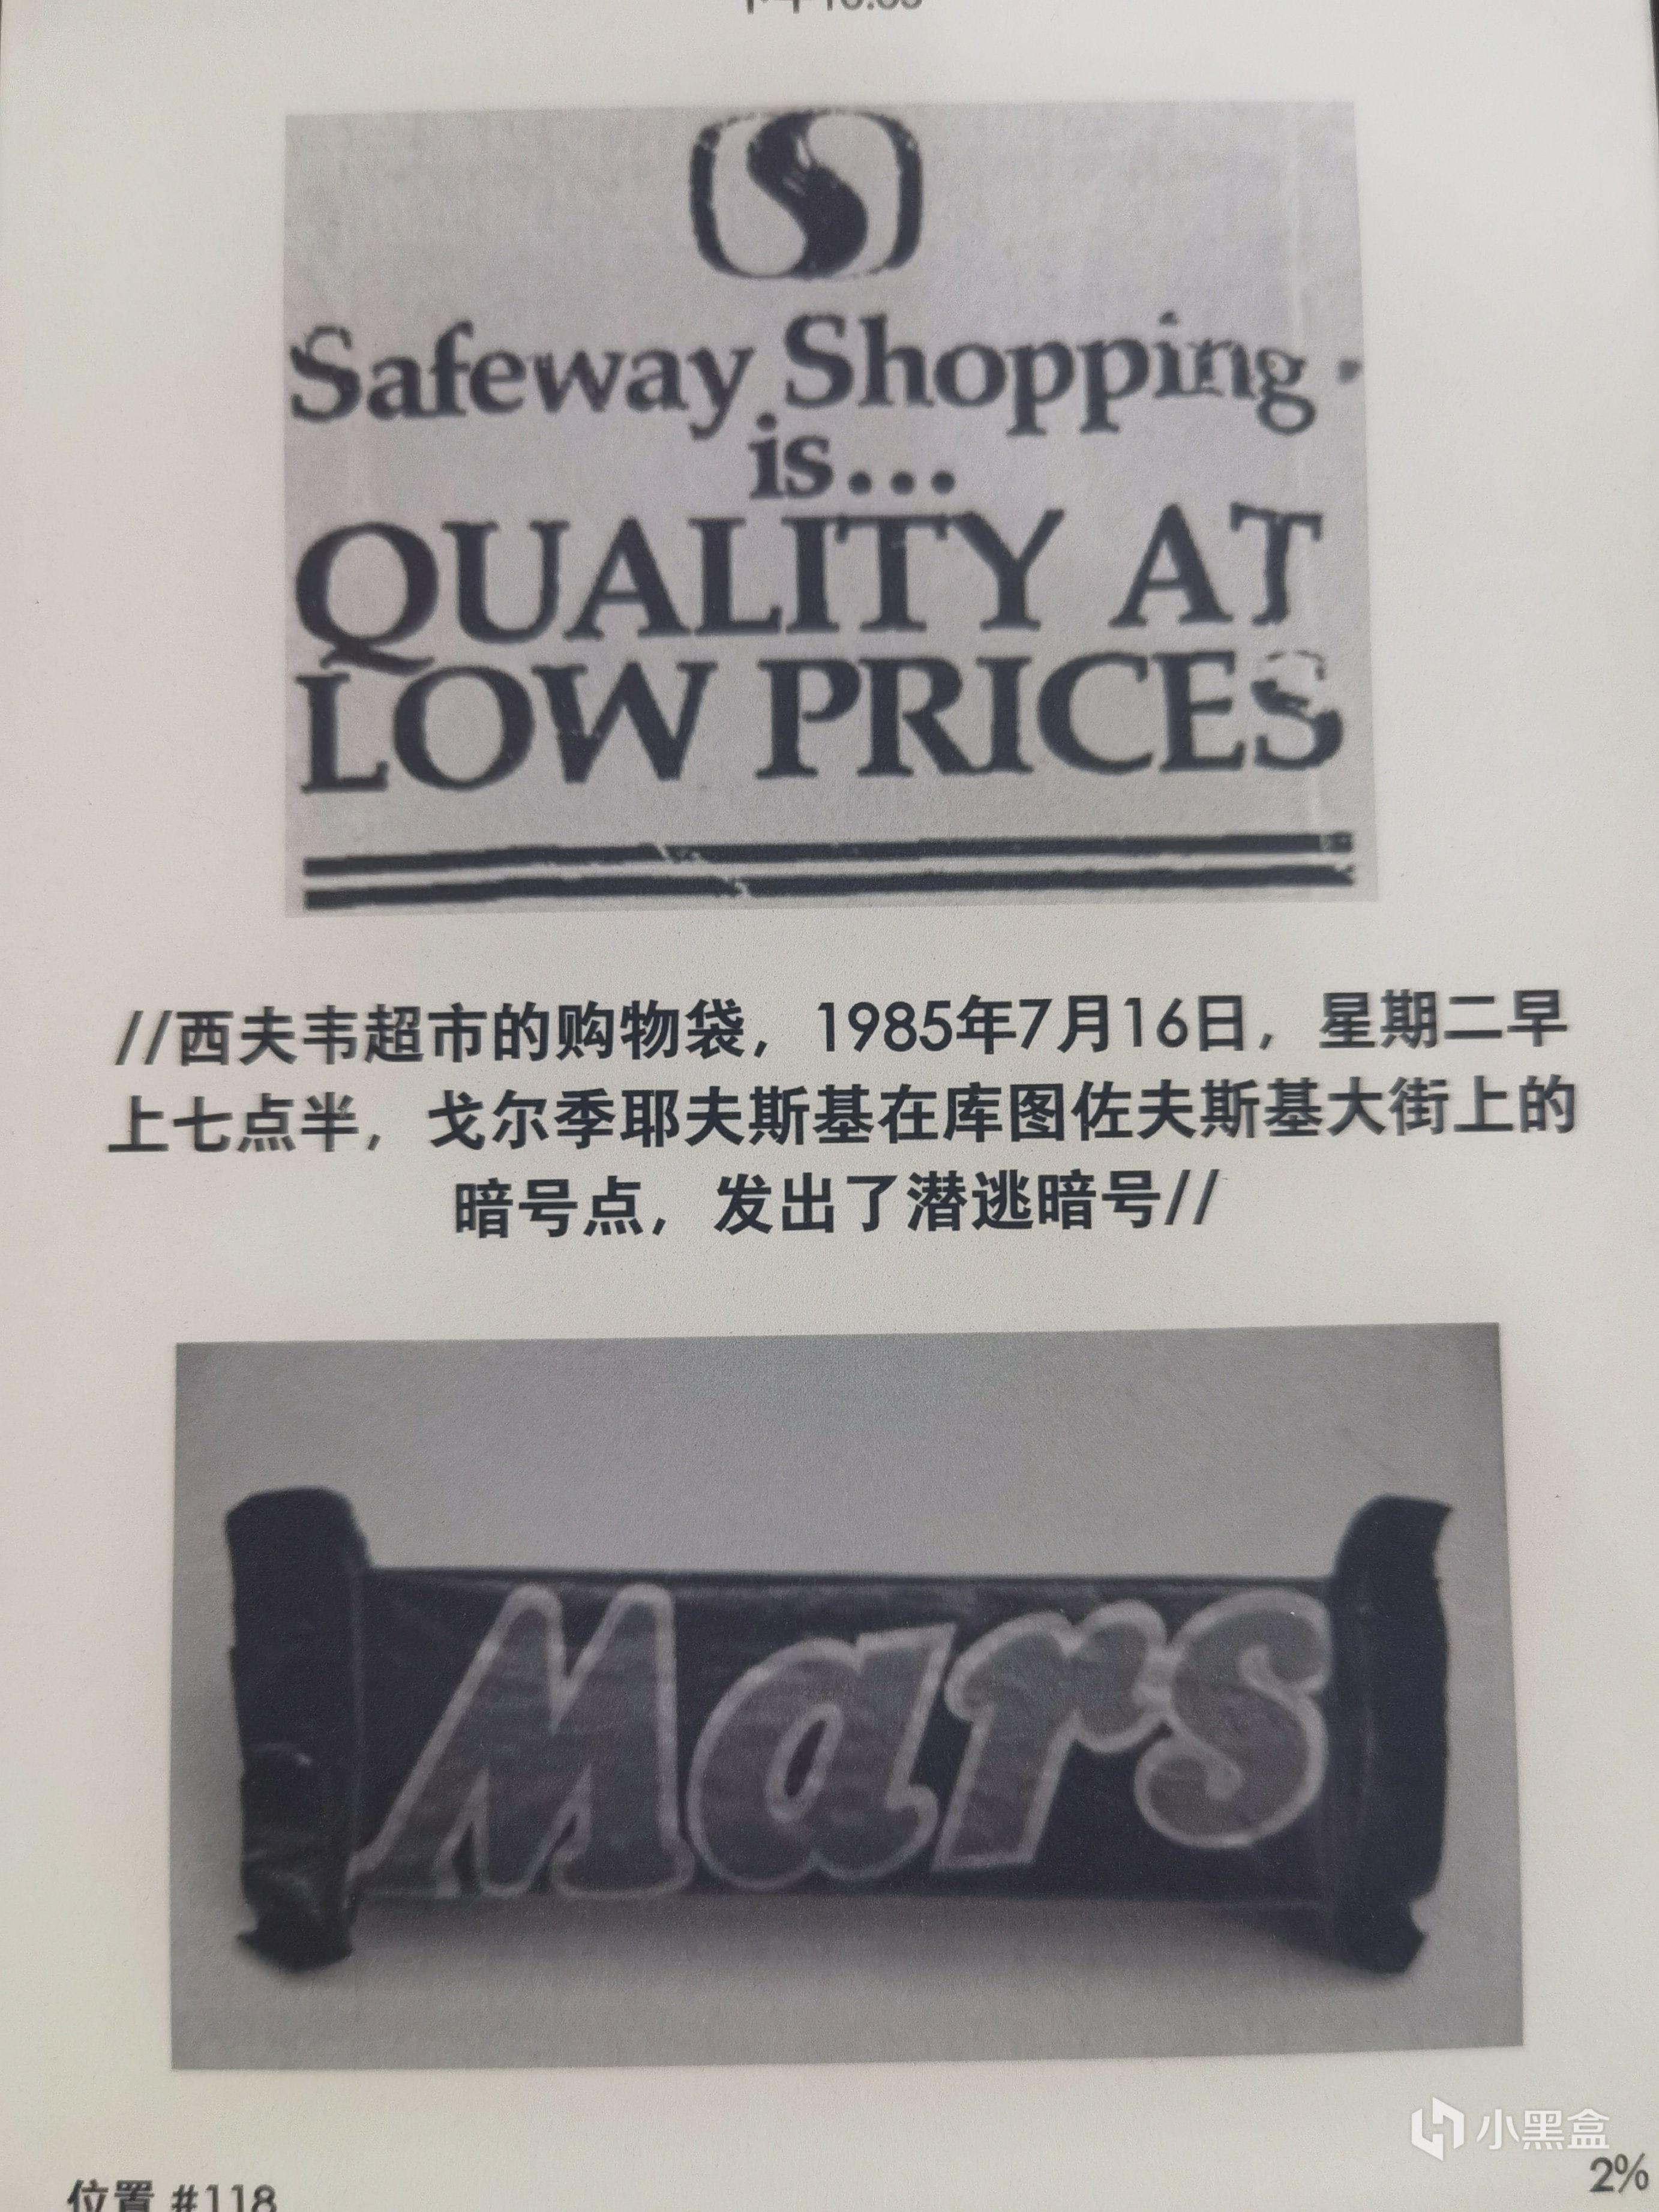 Safeway Shopping
is...
QUALITY AT
LOW PRICES
//西夫韦超市的购物袋，1985年7月16日，星期二早
上七点半，戈尔季耶夫斯基在库图佐夫斯基大街上的
暗号点，发出了潜逃暗号//
Mars
小黑盒
2%
位置 #118